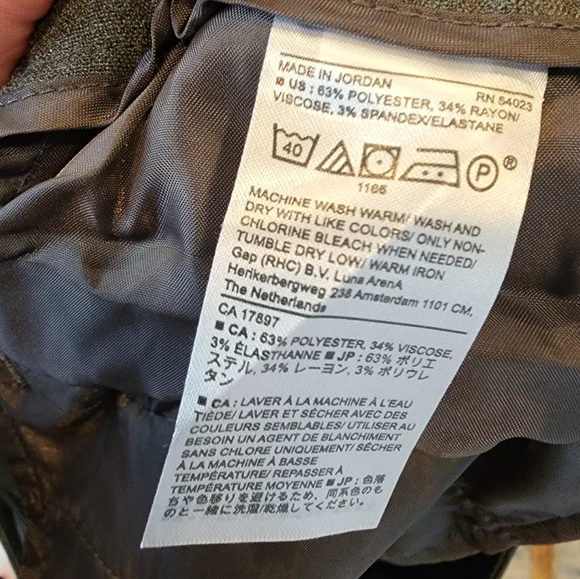 MADE IN JORDAN RN 54023
US : 63% POLYESTER, 34% RAYON/
VISCOSE, 3% SPANDEX/ELASTANE
40 P ®
1186
MACHINE WASH WARM/ WASH AND
DRY WITH LIKE COLORS/ ONLY NON-
CHLORINE BLEACH WHEN NEEDED/
TUMBLE DRY LOW/ WARM IRON
Gap (RHC) B.V. Luna ArenA
Herikerbergweg 238 Amsterdam 1101 CM,
The Netherlands
CA 17897
■ CA : 63% POLYESTER, 34% VISCOSE,
3% ÉLASTHANNE ■ JP : 63% ポリエ
ステル, 34% レーヨン, 3% ポリウレ
タン
■ CA : LAVER À LA MACHINE À L'EAU
TIÈDE/ LAVER ET SÉCHER AVEC DES
COULEURS SEMBLABLES/ UTILISER AU
BESOIN UN AGENT DE BLANCHIMENT
SANS CHLORE UNIQUEMENT/ SÉCHER
À LA MACHINE À BASSE
TEMPÉRATURE/ REPASSER À
TEMPÉRATURE MOYENNE ■ JP : 色落
ちや色移りを避けるため、同系色のも
のと一緒に洗濯/乾燥してください。